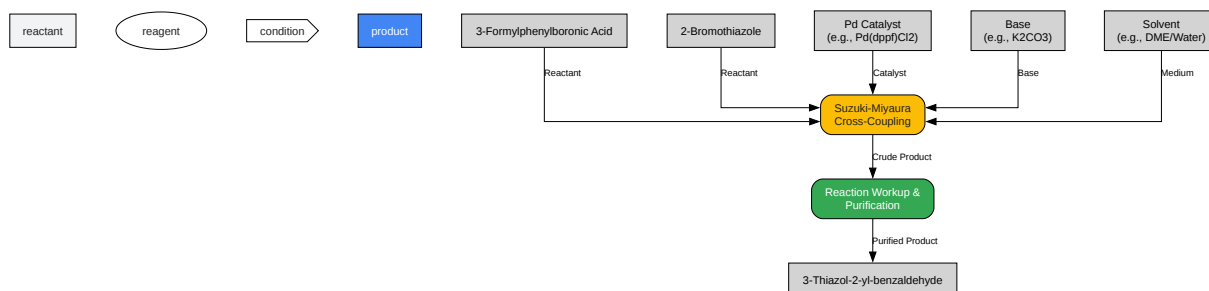 reactant
reagent
condition
product
3-Formylphenylboronic Acid
2-Bromothiazole
Pd Catalyst
(e.g., Pd(dppf)Cl2)
Base
(e.g., K2CO3)
Solvent
(e.g., DME/Water)
Reactant
Reactant
Catalyst
Base
Medium
Suzuki-Miyaura
Cross-Coupling
Crude Product
Reaction Workup &
Purification
Purified Product
3-Thiazol-2-yl-benzaldehyde